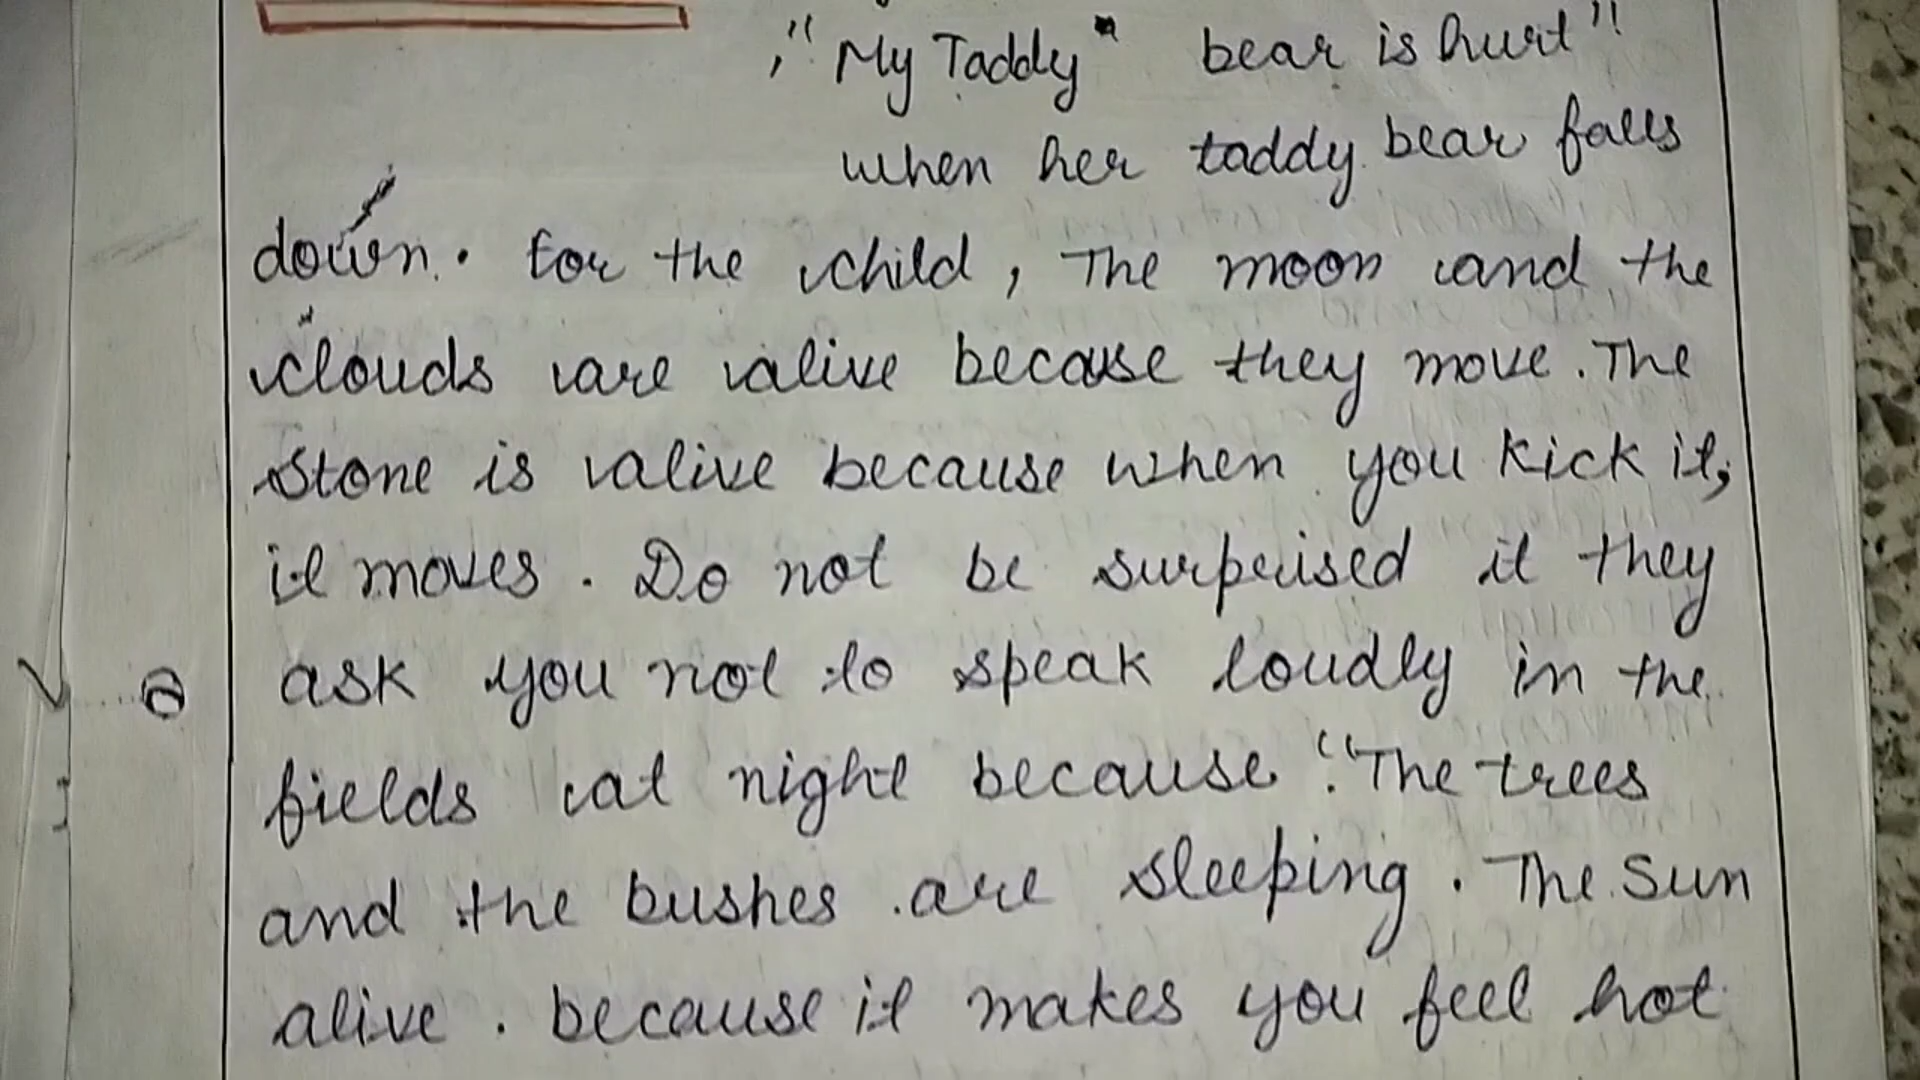 ," My Taddy" bear is hurt"
when her taddy bear falls
down. for the child, The moon and the
clouds are alive becase they move. The
stone is alive because when you kick it,
it moves. Do not be surprised it they
ask you not to speak loudly in the
fields at night because "The trees
and the bushes are sleeping. The Sun
alive. because it makes you feel hot